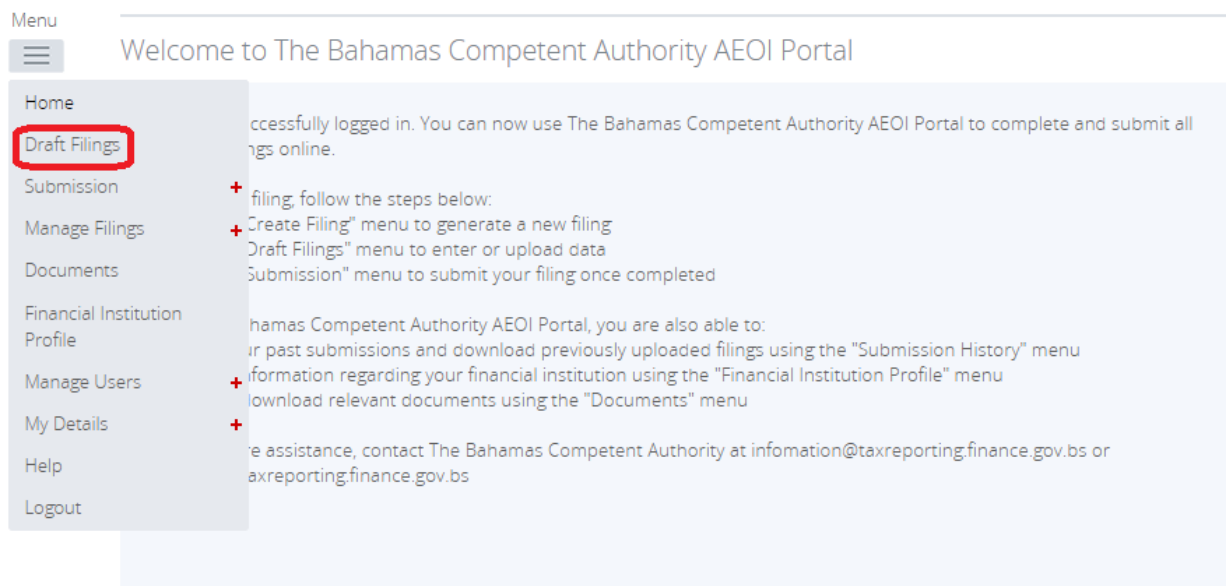 Menu
Welcome to The Bahamas Competent Authority AEOI Portal
Home
Draft Filings
Submission
Manage Filings
Documents
Financial Institution
Profile
Manage Users
My Details
Help
Logout
logged in. You can now use The Bahamas Competent Authority AEOI Portal to complete and submit all
online.
filing, follow the steps below:
Create Filing" menu to generate a new filing
Draft Filings" menu to enter or upload data
Submission" menu to submit your filing once completed
Competent Authority AEOI Portal, you are also able to:
past submissions and download previously uploaded filings using the "Submission History" menu
regarding your financial institution using the "Financial Institution Profile" menu
download relevant documents using the "Documents" menu
assistance, contact The Bahamas Competent Authority at infomation@taxreporting.finance.gov.bs or
axreporting.finance.gov.bs